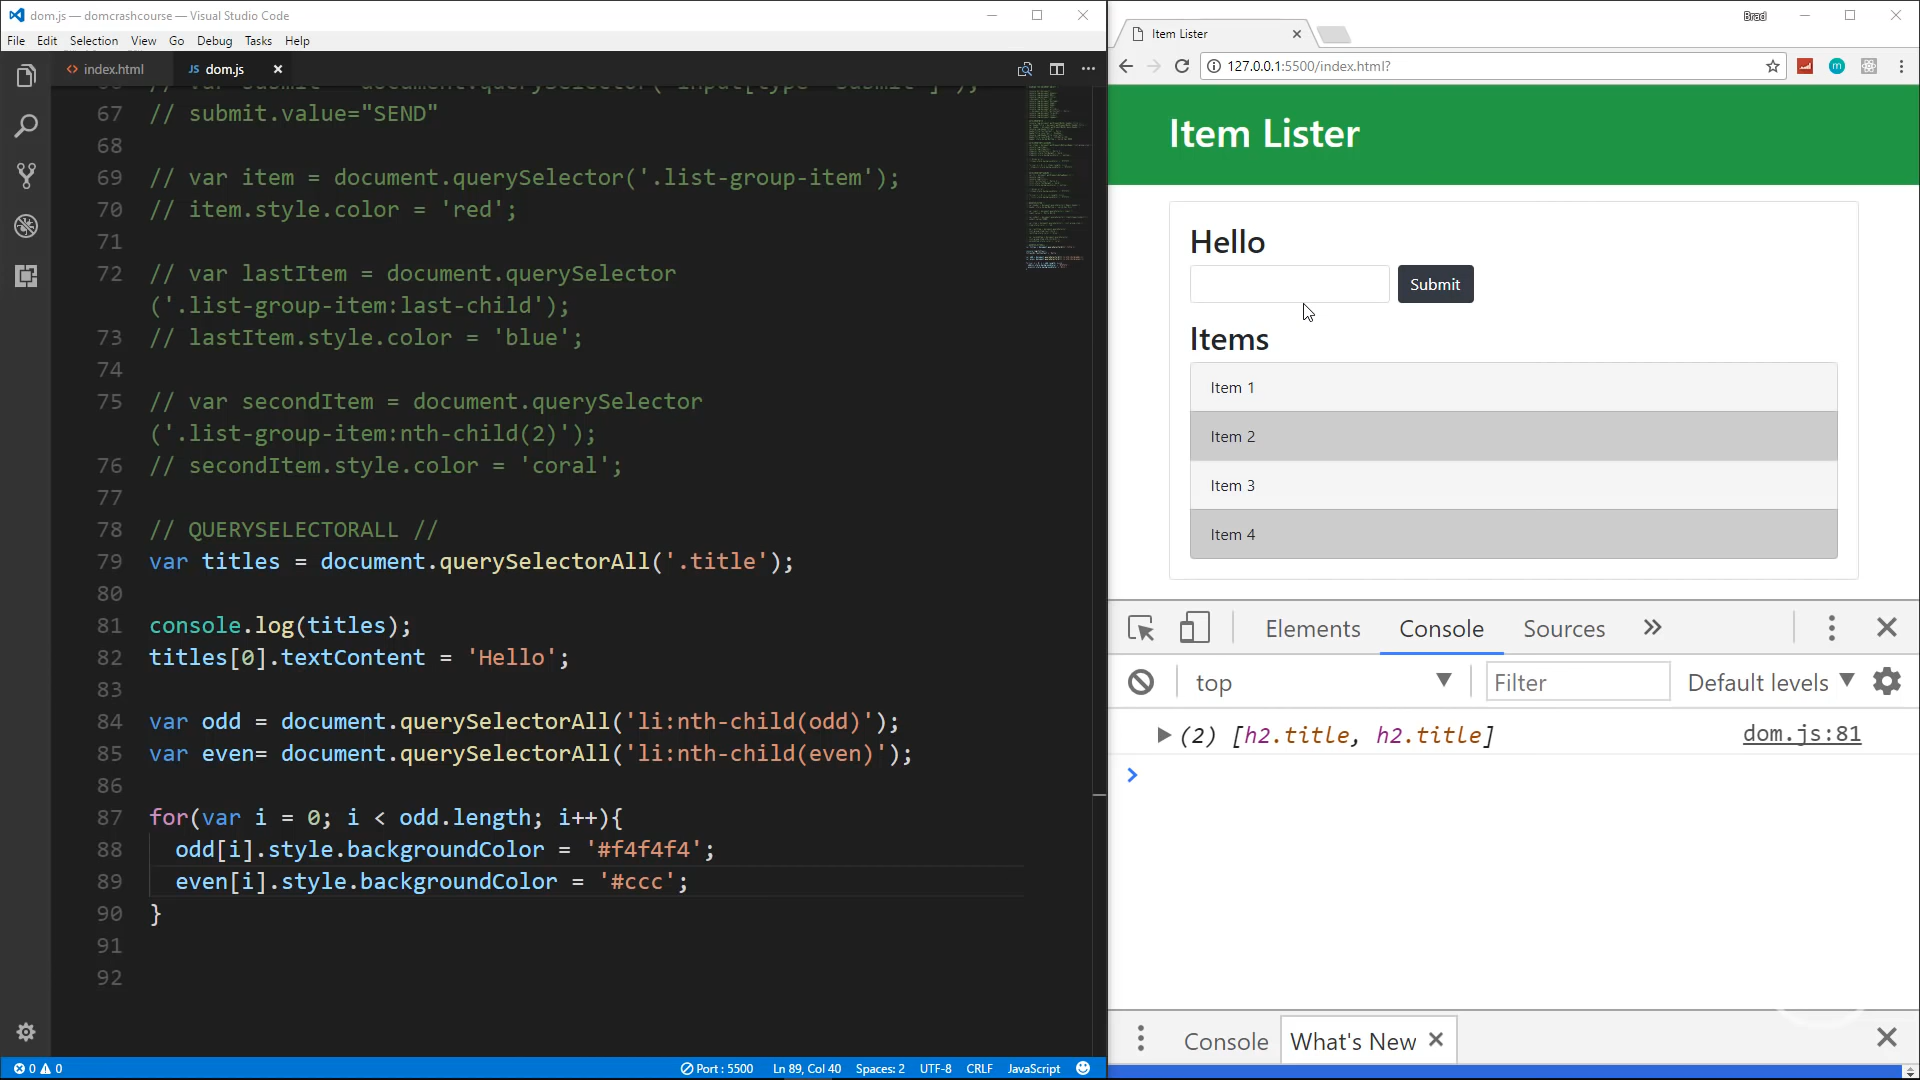 dom.js — domcrashcourse — Visual Studio Code
File Edit Selection View Go Debug Tasks Help
index.html
JS dom.js
67 // submit.value="SEND"
68
69 // var item = document.querySelector('.list-group-item');
70 // item.style.color = 'red';
71
72 // var lastItem = document.querySelector
('.list-group-item:last-child');
73 // lastItem.style.color = 'blue';
74
75 // var secondItem = document.querySelector
('.list-group-item:nth-child(2)');
76 // secondItem.style.color = 'coral';
77
78 // QUERYSELECTORALL //
79 var titles = document.querySelectorAll('.title');
80
81 console.log(titles);
82 titles[0].textContent = 'Hello';
83
84 var odd = document.querySelectorAll('li:nth-child(odd)');
85 var even= document.querySelectorAll('li:nth-child(even)');
86
87 for(var i = 0; i < odd.length; i++){
88 odd[i].style.backgroundColor = '#f4f4f4';
89 even[i].style.backgroundColor = '#ccc';
90 }
91
92
0 0 Port : 5500 Ln 89, Col 40 Spaces: 2 UTF-8 CRLF JavaScript
Brad
Item Lister
127.0.0.1:5500/index.html?
Item Lister
Hello
Submit
Items
Item 1
Item 2
Item 3
Item 4
Elements Console Sources
top Filter Default levels
(2) [h2.title, h2.title] dom.js:81
Console What's New